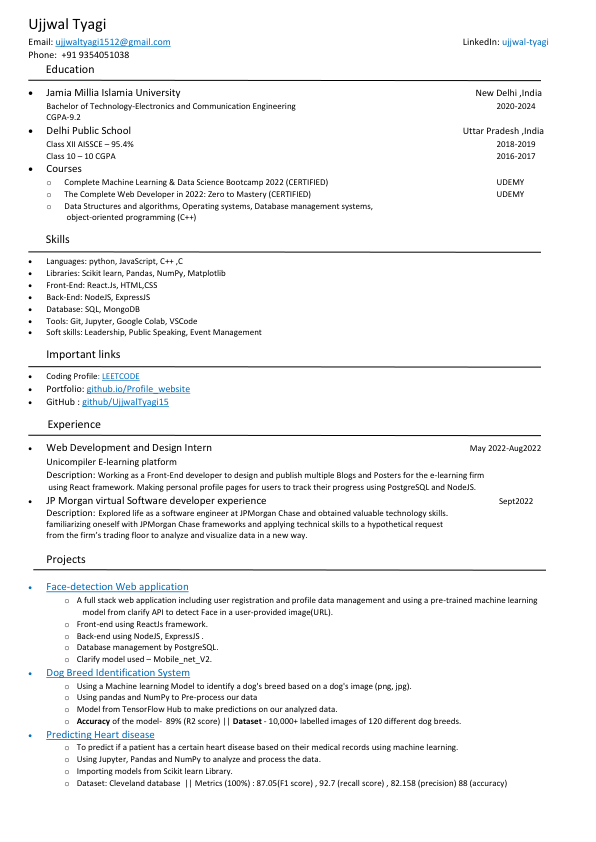 Ujjwal Tyagi
Email: ujjwaltyagi1512@gmail.com LinkedIn: ujjwal-tyagi
Phone: +91 9354051038
Education
• Jamia Millia Islamia University New Delhi ,India
Bachelor of Technology-Electronics and Communication Engineering 2020-2024
CGPA-9.2
• Delhi Public School Uttar Pradesh ,India
Class XII AISSCE – 95.4% 2018-2019
Class 10 – 10 CGPA 2016-2017
• Courses
o Complete Machine Learning & Data Science Bootcamp 2022 (CERTIFIED) UDEMY
o The Complete Web Developer in 2022: Zero to Mastery (CERTIFIED) UDEMY
o Data Structures and algorithms, Operating systems, Database management systems,
object-oriented programming (C++)
Skills
• Languages: python, JavaScript, C++ ,C
• Libraries: Scikit learn, Pandas, NumPy, Matplotlib
• Front-End: React.Js, HTML,CSS
• Back-End: NodeJS, ExpressJS
• Database: SQL, MongoDB
• Tools: Git, Jupyter, Google Colab, VSCode
• Soft skills: Leadership, Public Speaking, Event Management
Important links
• Coding Profile: LEETCODE
• Portfolio: github.io/Profile_website
• GitHub : github/UjjwalTyagi15
Experience
• Web Development and Design Intern May 2022-Aug2022
Unicompiler E-learning platform
Description: Working as a Front-End developer to design and publish multiple Blogs and Posters for the e-learning firm
using React framework. Making personal profile pages for users to track their progress using PostgreSQL and NodeJS.
• JP Morgan virtual Software developer experience Sept2022
Description: Explored life as a software engineer at JPMorgan Chase and obtained valuable technology skills.
familiarizing oneself with JPMorgan Chase frameworks and applying technical skills to a hypothetical request
from the firm's trading floor to analyze and visualize data in a new way.
Projects
• Face-detection Web application
o A full stack web application including user registration and profile data management and using a pre-trained machine learning
model from clarify API to detect Face in a user-provided image(URL).
o Front-end using ReactJs framework.
o Back-end using NodeJS, ExpressJS .
o Database management by PostgreSQL.
o Clarify model used – Mobile_net_V2.
• Dog Breed Identification System
o Using a Machine learning Model to identify a dog's breed based on a dog's image (png, jpg).
o Using pandas and NumPy to Pre-process our data
o Model from TensorFlow Hub to make predictions on our analyzed data.
o Accuracy of the model- 89% (R2 score) || Dataset - 10,000+ labelled images of 120 different dog breeds.
• Predicting Heart disease
o To predict if a patient has a certain heart disease based on their medical records using machine learning.
o Using Jupyter, Pandas and NumPy to analyze and process the data.
o Importing models from Scikit learn Library.
o Dataset: Cleveland database || Metrics (100%) : 87.05(F1 score) , 92.7 (recall score) , 82.158 (precision) 88 (accuracy)